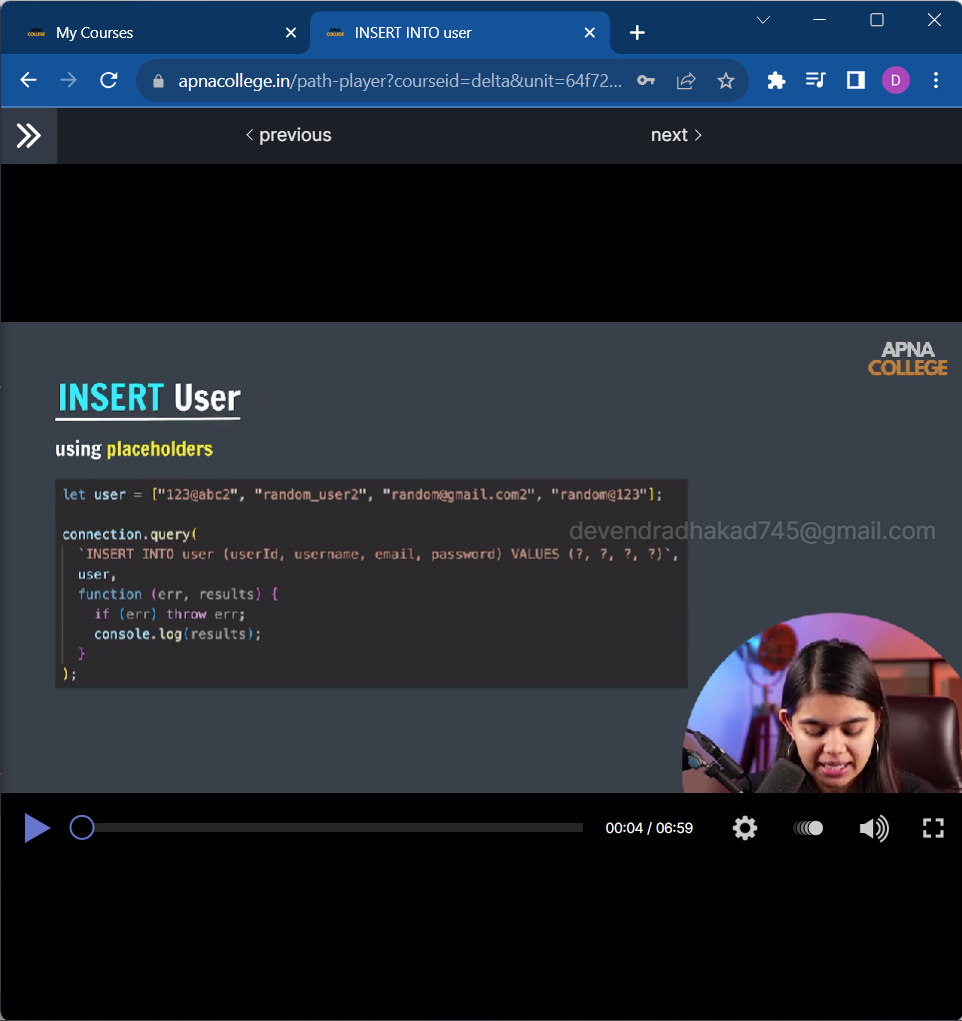 My Courses
INSERT INTO user
apnacollege.in/path-player?courseid=delta&unit=64f72...
D
previous
next
APNA
COLLEGE
INSERT User
using placeholders
let user = ["123@abc2", "random_user2", "random@gmail.com2", "random@123"];
connection.query(
devendradhakad745@gmail.com
`INSERT INTO user (userId, username, email, password) VALUES (?, ?, ?, ?)`,
user,
function (err, results) {
if (err) throw err;
console.log(results);
}
);
00:04 / 06:59